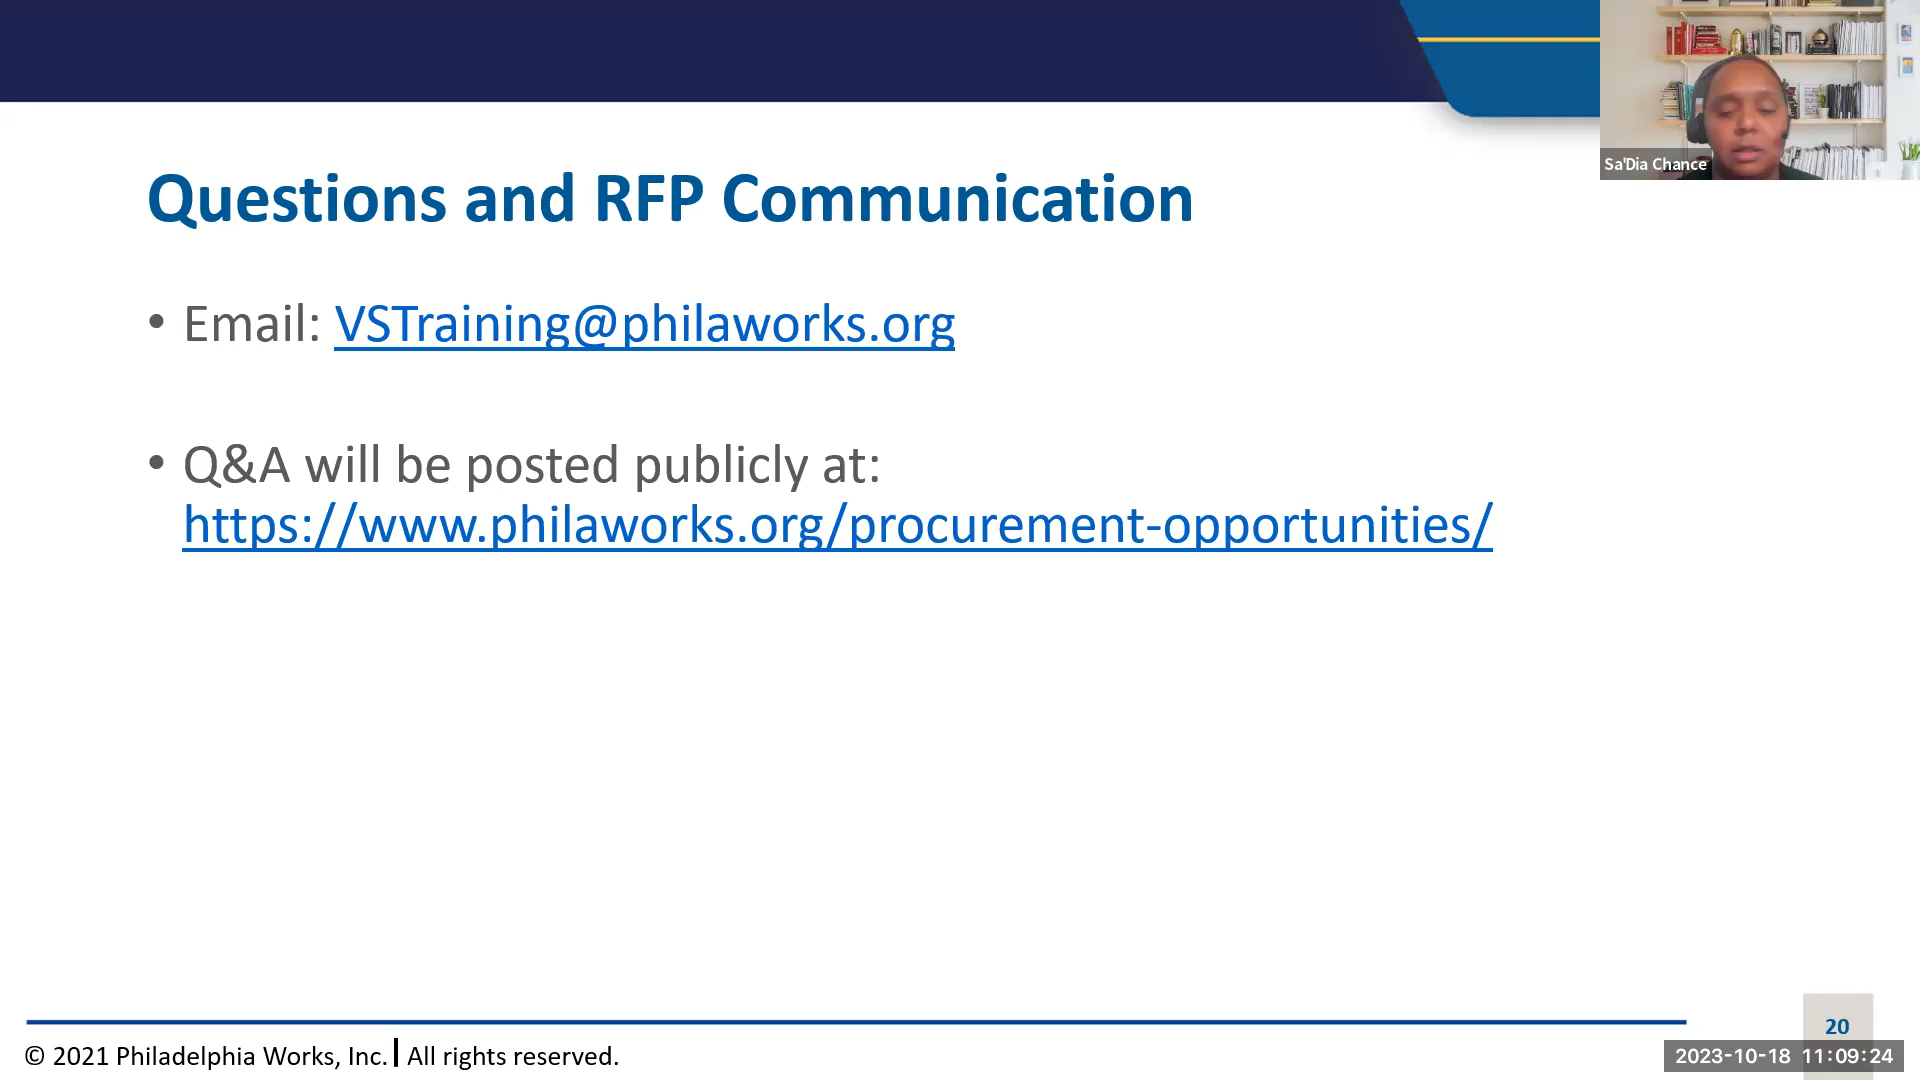 Sa'Dia Chance
Questions and RFP Communication
• Email: VSTraining@philaworks.org
• Q&A will be posted publicly at:
https://www.philaworks.org/procurement-opportunities/
20
© 2021 Philadelphia Works, Inc. | All rights reserved.
2023-10-18 11:09:24